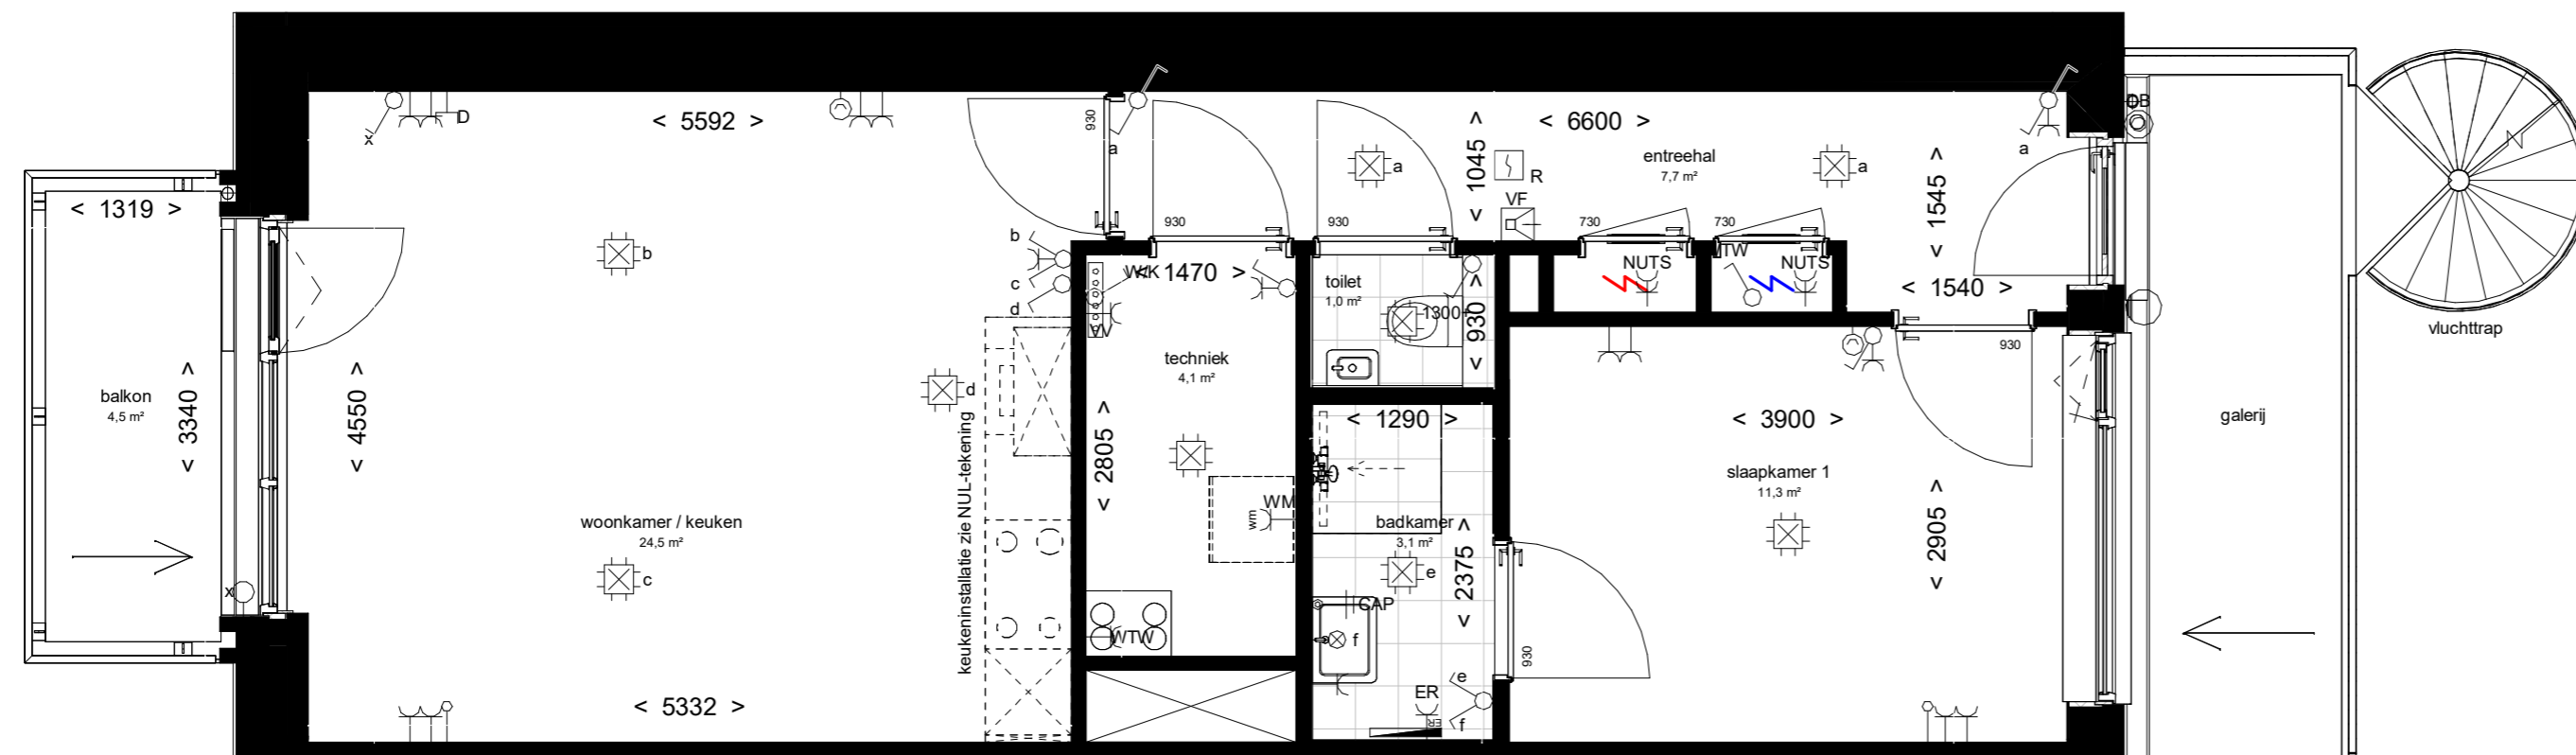 D
x
< 5592 >
930
a
< 6600 >
entreehal
7,7 m²
a
a
a
< 1045 >
< 1545 >
R
VF
930
930
730
730
< 1319 >
b
b
c
d
WK
< 1470 >
toilet
1,0 m²
1300+
< 930 >
NUTS
MTW
NUTS
< 1540 >
930
vluchttrap
VV
techniek
4,1 m²
d
balkon
4,5 m²
< 3340 >
< 4550 >
keukeninstallatie zie NUL-tekening
< 2805 >
< 1290 >
< 3900 >
galerij
slaapkamer 1
11,3 m²
< 2905 >
woonkamer / keuken
24,5 m²
WM
wm
badkamer
3,1 m²
< 2375 >
e
c
x
CAP
f
WTW
930
e
ER
f
ER
< 5332 >